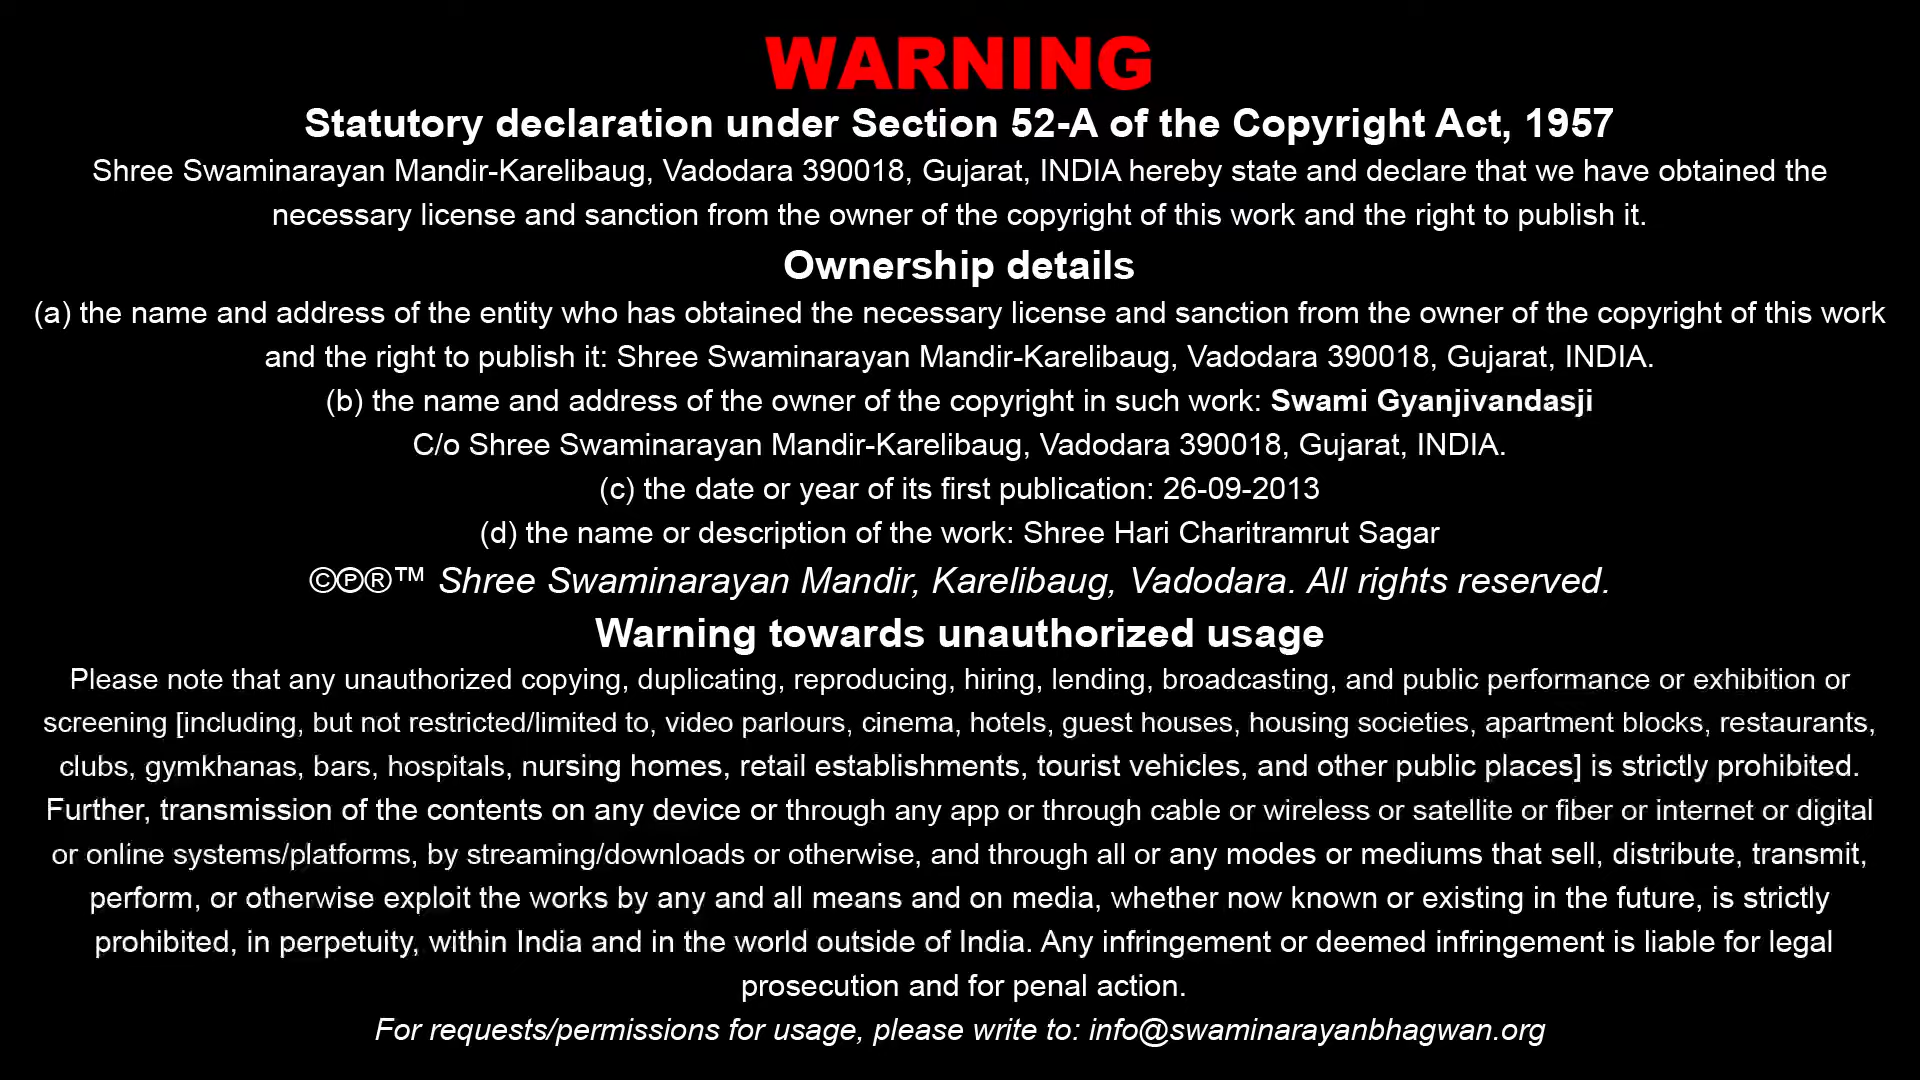 WARNING
Statutory declaration under Section 52-A of the Copyright Act, 1957
Shree Swaminarayan Mandir-Karelibaug, Vadodara 390018, Gujarat, INDIA hereby state and declare that we have obtained the
necessary license and sanction from the owner of the copyright of this work and the right to publish it.
Ownership details
(a) the name and address of the entity who has obtained the necessary license and sanction from the owner of the copyright of this work
and the right to publish it: Shree Swaminarayan Mandir-Karelibaug, Vadodara 390018, Gujarat, INDIA.
(b) the name and address of the owner of the copyright in such work: Swami Gyanjivandasji
C/o Shree Swaminarayan Mandir-Karelibaug, Vadodara 390018, Gujarat, INDIA.
(c) the date or year of its first publication: 26-09-2013
(d) the name or description of the work: Shree Hari Charitramrut Sagar
©℗®™ Shree Swaminarayan Mandir, Karelibaug, Vadodara. All rights reserved.
Warning towards unauthorized usage
Please note that any unauthorized copying, duplicating, reproducing, hiring, lending, broadcasting, and public performance or exhibition or
screening [including, but not restricted/limited to, video parlours, cinema, hotels, guest houses, housing societies, apartment blocks, restaurants,
clubs, gymkhanas, bars, hospitals, nursing homes, retail establishments, tourist vehicles, and other public places] is strictly prohibited.
Further, transmission of the contents on any device or through any app or through cable or wireless or satellite or fiber or internet or digital
or online systems/platforms, by streaming/downloads or otherwise, and through all or any modes or mediums that sell, distribute, transmit,
perform, or otherwise exploit the works by any and all means and on media, whether now known or existing in the future, is strictly
prohibited, in perpetuity, within India and in the world outside of India. Any infringement or deemed infringement is liable for legal
prosecution and for penal action.
For requests/permissions for usage, please write to: info@swaminarayanbhagwan.org